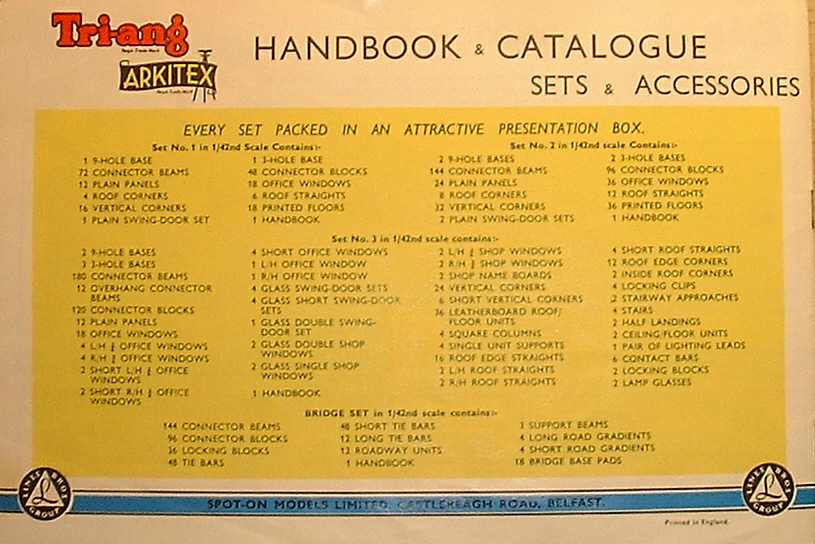 Tri-ang
ARKITEX
HANDBOOK & CATALOGUE
SETS & ACCESSORIES
EVERY SET PACKED IN AN ATTRACTIVE PRESENTATION BOX.
Set No. 1 in 1/42nd Scale Contains:-
1 9-HOLE BASE
72 CONNECTOR BEAMS
12 PLAIN PANELS
4 ROOF CORNERS
16 VERTICAL CORNERS
1 PLAIN SWING-DOOR SET
1 3-HOLE BASE
48 CONNECTOR BLOCKS
18 OFFICE WINDOWS
6 ROOF STRAIGHTS
18 PRINTED FLOORS
1 HANDBOOK
Set No. 2 in 1/42nd scale Contains:-
2 9-HOLE BASES
144 CONNECTOR BEAMS
24 PLAIN PANELS
8 ROOF CORNERS
32 VERTICAL CORNERS
2 PLAIN SWING-DOOR SETS
2 3-HOLE BASES
96 CONNECTOR BLOCKS
36 OFFICE WINDOWS
12 ROOF STRAIGHTS
36 PRINTED FLOORS
1 HANDBOOK
Set No. 3 in 1/42nd scale contains:-
2 9-HOLE BASES
3 3-HOLE BASES
180 CONNECTOR BEAMS
12 OVERHANG CONNECTOR
BEAMS
120 CONNECTOR BLOCKS
12 PLAIN PANELS
18 OFFICE WINDOWS
4 L/H OFFICE WINDOWS
4 R/H OFFICE WINDOWS
2 SHORT L/H OFFICE
WINDOWS
2 SHORT R/H OFFICE
WINDOWS
4 SHORT OFFICE WINDOWS
1 L/H OFFICE WINDOW
1 R/H OFFICE WINDOW
4 GLASS SWING-DOOR SETS
4 GLASS SHORT SWING-DOOR
SETS
1 GLASS DOUBLE SWING-
DOOR SET
2 GLASS DOUBLE SHOP
WINDOWS
2 GLASS SINGLE SHOP
WINDOWS
1 HANDBOOK
2 L/H SHOP WINDOWS
2 R/H SHOP WINDOWS
2 SHOP NAME BOARDS
24 VERTICAL CORNERS
6 SHORT VERTICAL CORNERS
36 LEATHERBOARD ROOF/
FLOOR UNITS
4 SQUARE COLUMNS
4 SINGLE UNIT SUPPORTS
16 ROOF EDGE STRAIGHTS
2 L/H ROOF STRAIGHTS
2 R/H ROOF STRAIGHTS
4 SHORT ROOF STRAIGHTS
12 ROOF EDGE CORNERS
2 INSIDE ROOF CORNERS
4 LOCKING CLIPS
2 STAIRWAY APPROACHES
4 STAIRS
2 HALF LANDINGS
2 CEILING/FLOOR UNITS
1 PAIR OF LIGHTING LEADS
6 CONTACT BARS
2 LOCKING BLOCKS
2 LAMP GLASSES
BRIDGE SET in 1/42nd scale contains:-
144 CONNECTOR BEAMS
96 CONNECTOR BLOCKS
36 LOCKING BLOCKS
48 TIE BARS
48 SHORT TIE BARS
12 LONG TIE BARS
12 ROADWAY UNITS
1 HANDBOOK
3 SUPPORT BEAMS
4 LONG ROAD GRADIENTS
4 SHORT ROAD GRADIENTS
18 BRIDGE BASE PADS
LINES BROS
L
GROUP
SPOT-ON MODELS LIMITED, CASTLEREAGH ROAD, BELFAST.
LINES BROS
L
GROUP
Printed in England.